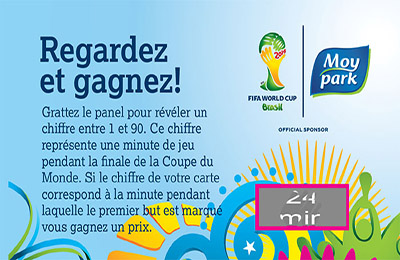 Regardez
et gagnez!
Grattez le panel pour révéler un
chiffre entre 1 et 90. Ce chiffre
représente une minute de jeu
pendant la finale de la Coupe du
Monde. Si le chiffre de votre carte
correspond à la minute pendant
laquelle le premier but est marqué
vous gagnez un prix.
2014
FIFA WORLD CUP
Brasil
Moy
park
OFFICIAL SPONSOR
24